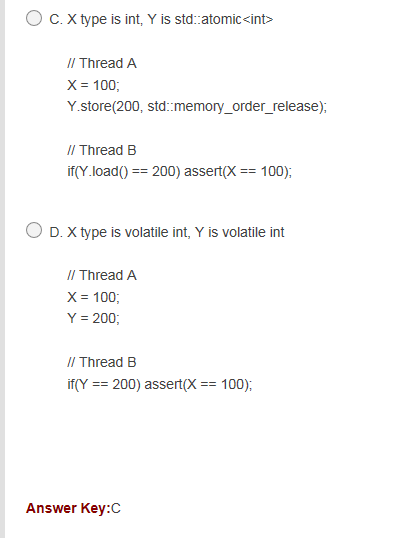 C. X type is int, Y is std::atomic<int>
// Thread A
X = 100;
Y.store(200, std::memory_order_release);
// Thread B
if(Y.load() == 200) assert(X == 100);
D. X type is volatile int, Y is volatile int
// Thread A
X = 100;
Y = 200;
// Thread B
if(Y == 200) assert(X == 100);
Answer Key:C